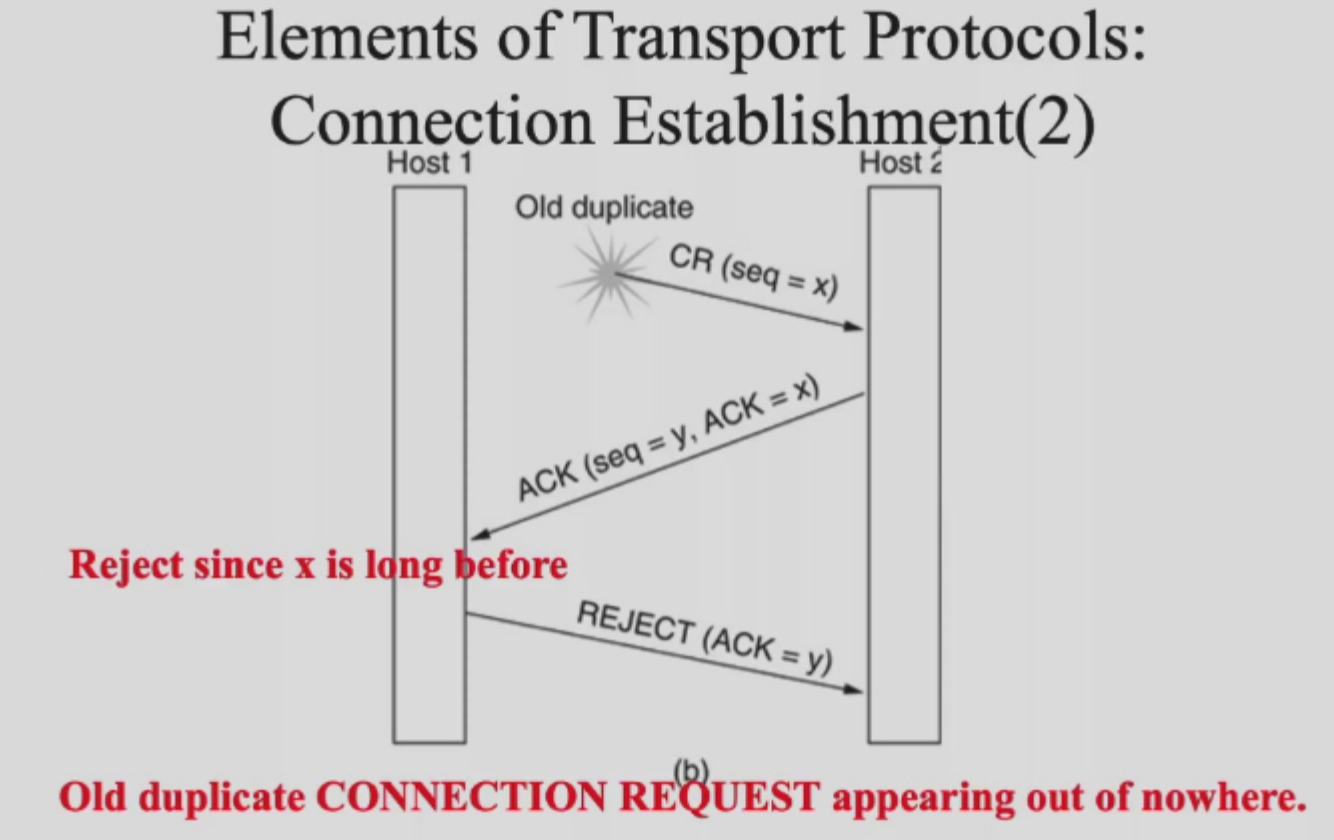 Elements of Transport Protocols:
Connection Establishment(2)
Host 1
Host 2
Old duplicate
CR (seq = x)
ACK (seq = y, ACK = x)
Reject since x is long before
REJECT (ACK = y)
(b)
Old duplicate CONNECTION REQUEST appearing out of nowhere.